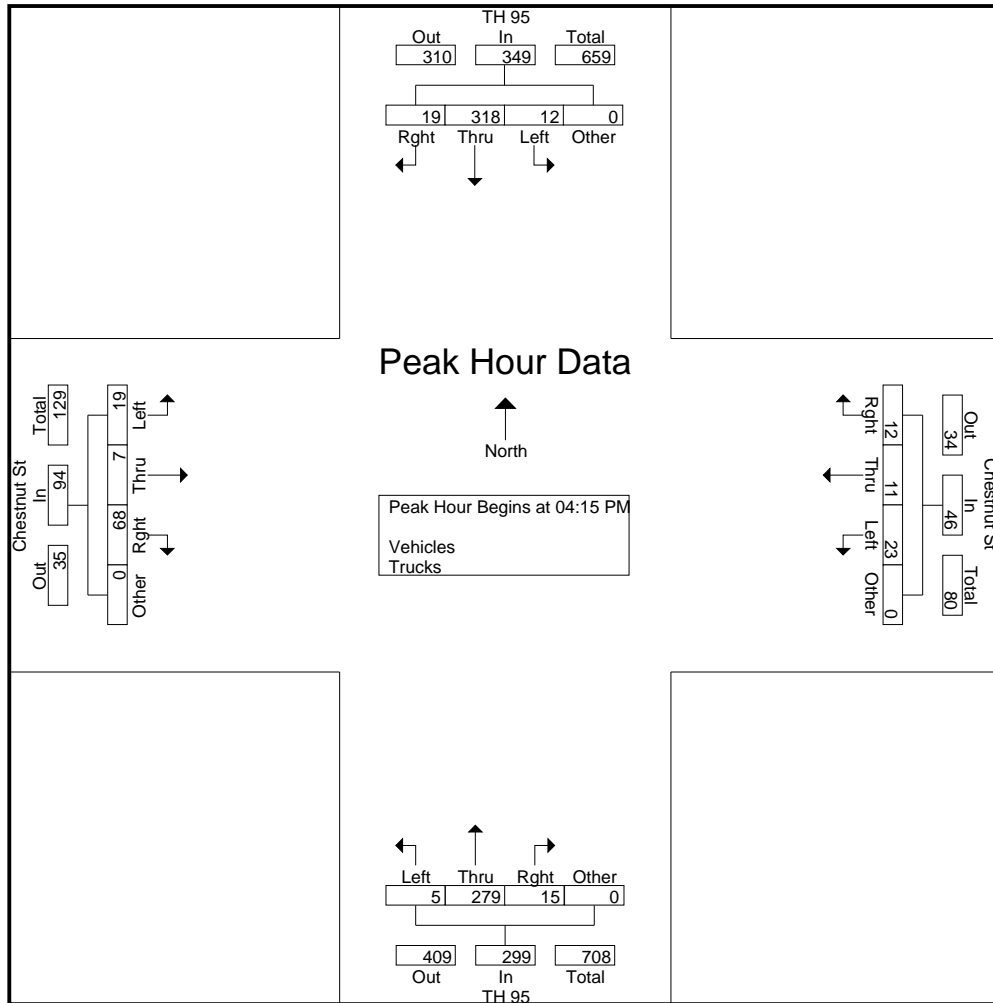 TH 95
Out In Total
310 349 659
19 318 12 0
Rght Thru Left Other
Peak Hour Data
North
Peak Hour Begins at 04:15 PM
Vehicles
Trucks
Chestnut St
Total In Out
129 94 35
19 7 68 0
Left Thru Rght Other
Rght Thru Left Other
12 11 23 0
Out In Total
34 46 80
Chestnut St
Left Thru Rght Other
5 279 15 0
409 299 708
Out In Total
TH 95